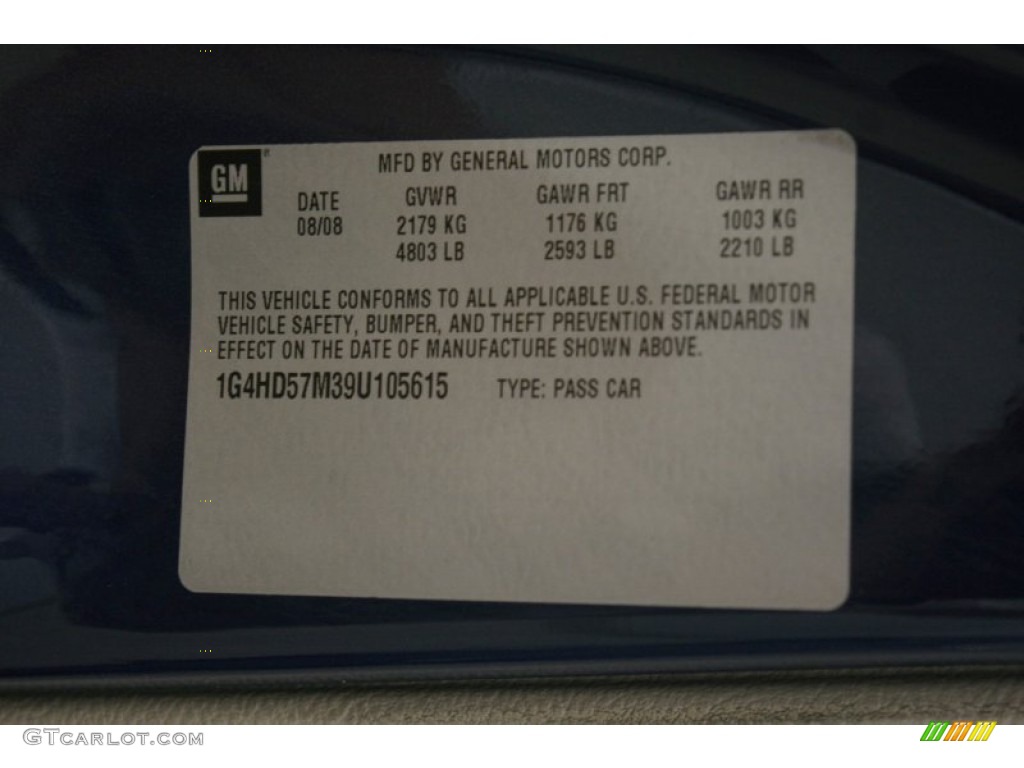 GM
MFD BY GENERAL MOTORS CORP.
DATE GVWR GAWR FRT GAWR RR
08/08 2179 KG 1176 KG 1003 KG
4803 LB 2593 LB 2210 LB
THIS VEHICLE CONFORMS TO ALL APPLICABLE U.S. FEDERAL MOTOR
VEHICLE SAFETY, BUMPER, AND THEFT PREVENTION STANDARDS IN
EFFECT ON THE DATE OF MANUFACTURE SHOWN ABOVE.
1G4HD57M39U105615 TYPE: PASS CAR
GTCARLOT.COM